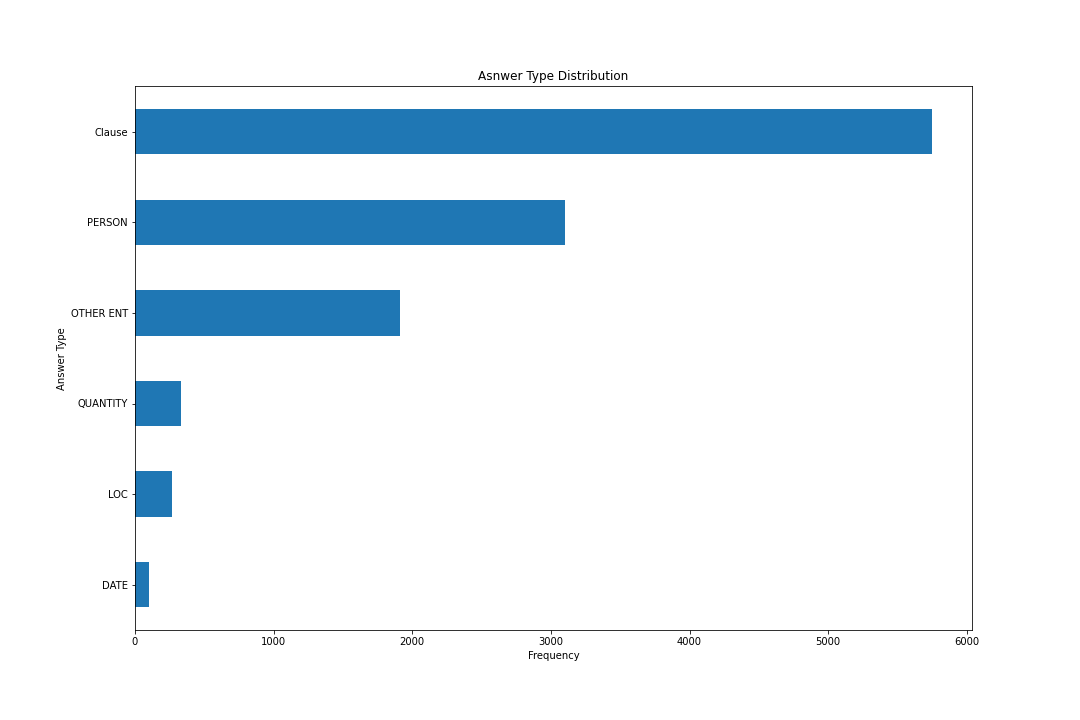 Asnwer Type Distribution
Clause
PERSON
OTHER ENT
QUANTITY
LOC
DATE
Answer Type
0 1000 2000 3000 4000 5000 6000
Frequency